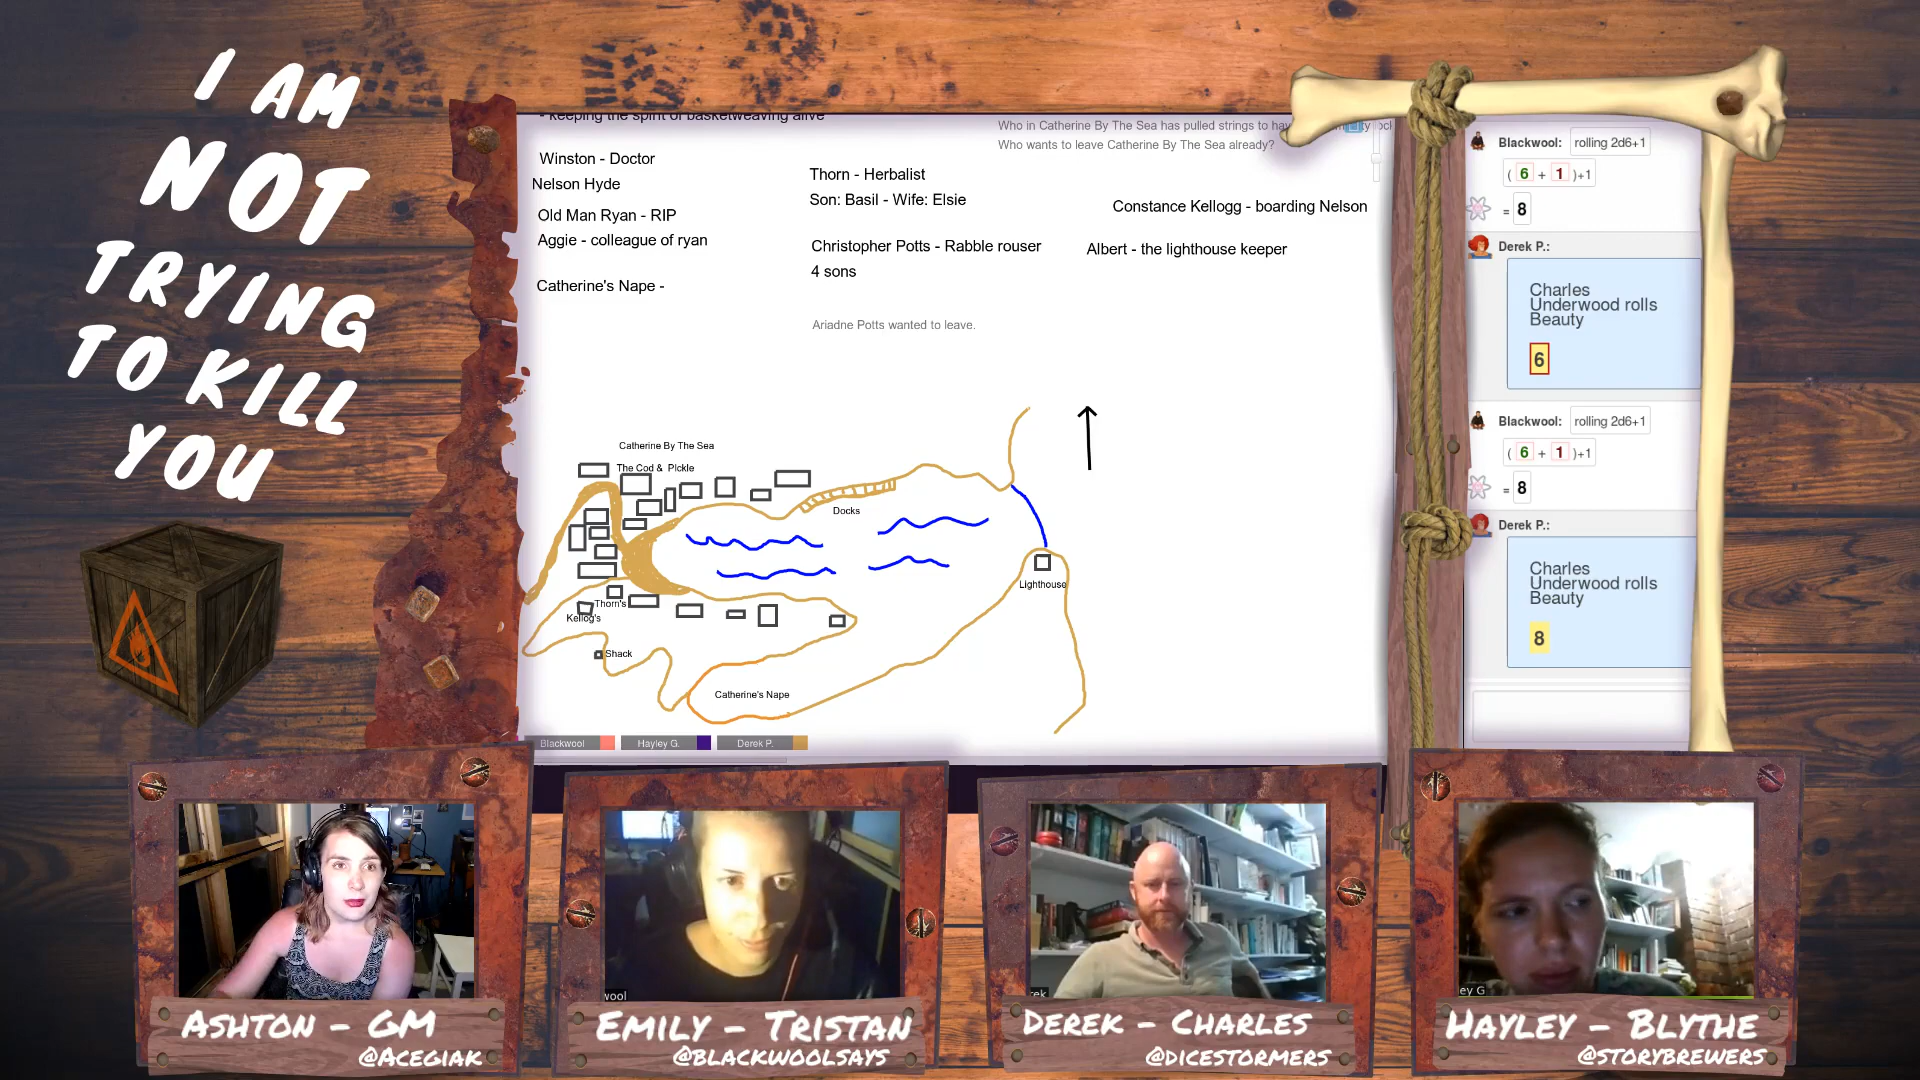 I AM
NOT
TRYING
TO KILL
YOU
- keeping the spirit of basketweaving alive
Winston - Doctor
Nelson Hyde
Old Man Ryan - RIP
Aggie - colleague of ryan
Catherine's Nape -
Who in Catherine By The Sea has pulled strings to
Who wants to leave Catherine By The Sea already?
Thorn - Herbalist
Son: Basil - Wife: Elsie
Christopher Potts - Rabble rouser
4 sons
Ariadne Potts wanted to leave.
Constance Kellogg - boarding Nelson
Albert - the lighthouse keeper
Catherine By The Sea
The Cod & Pickle
Docks
Lighthouse
Thorn's
Kellog's
Shack
Catherine's Nape
Blackwool
Hayley G.
Derek P.
Blackwool: rolling 2d6+1
( 6 + 1 )+1
= 8
Derek P.:
Charles
Underwood rolls
Beauty
6
Blackwool: rolling 2d6+1
( 6 + 1 )+1
= 8
Derek P.:
Charles
Underwood rolls
Beauty
8
ASHTON - GM
@ACEGIAK
EMILY - TRISTAN
@BLACKWOOLSAYS
DEREK - CHARLES
@DICESTORMERS
HAYLEY - BLYTHE
@STORYBREWERS